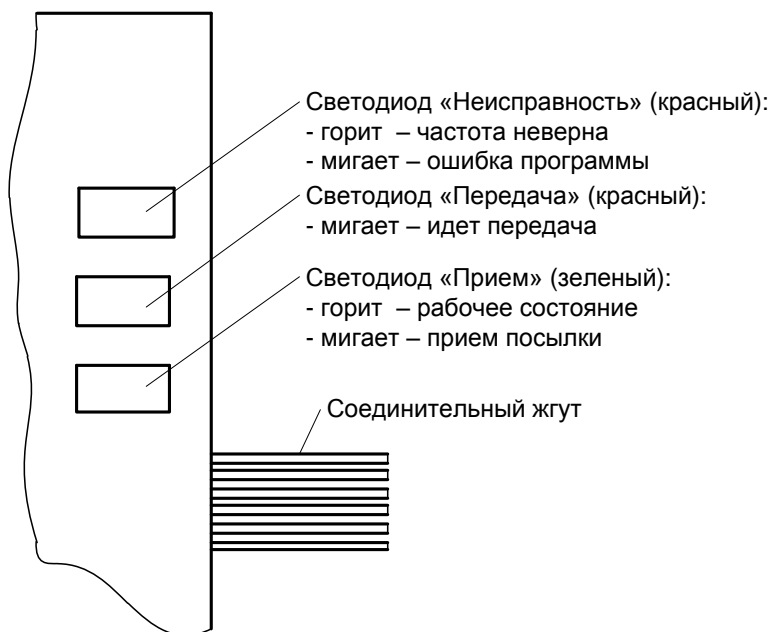 Светодиод «Неисправность» (красный):
- горит – частота неверна
- мигает – ошибка программы
Светодиод «Передача» (красный):
- мигает – идет передача
Светодиод «Прием» (зеленый):
- горит – рабочее состояние
- мигает – прием посылки
Соединительный жгут